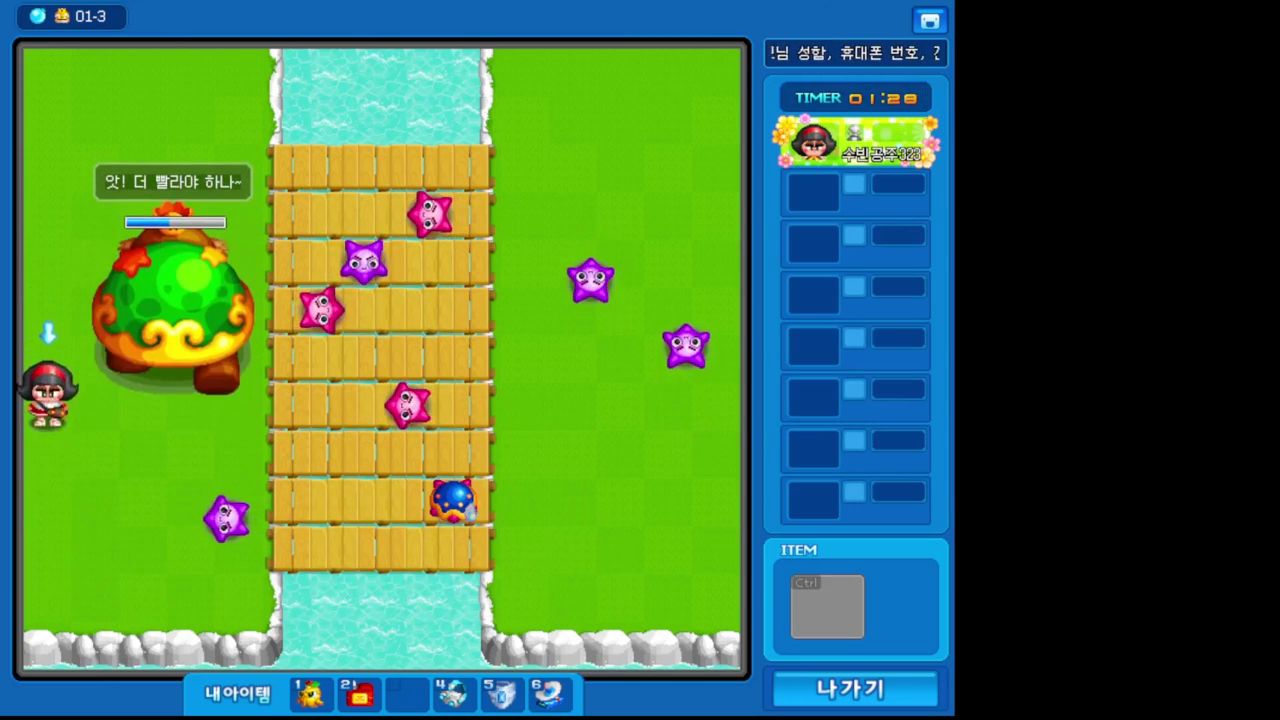 01-3
!님 성함, 휴대폰 번호,
TIMER 01:28
수빈공주323
앗! 더 빨라야 하나~
ITEM
Ctrl
내아이템
1
2
4
5
6
나가기